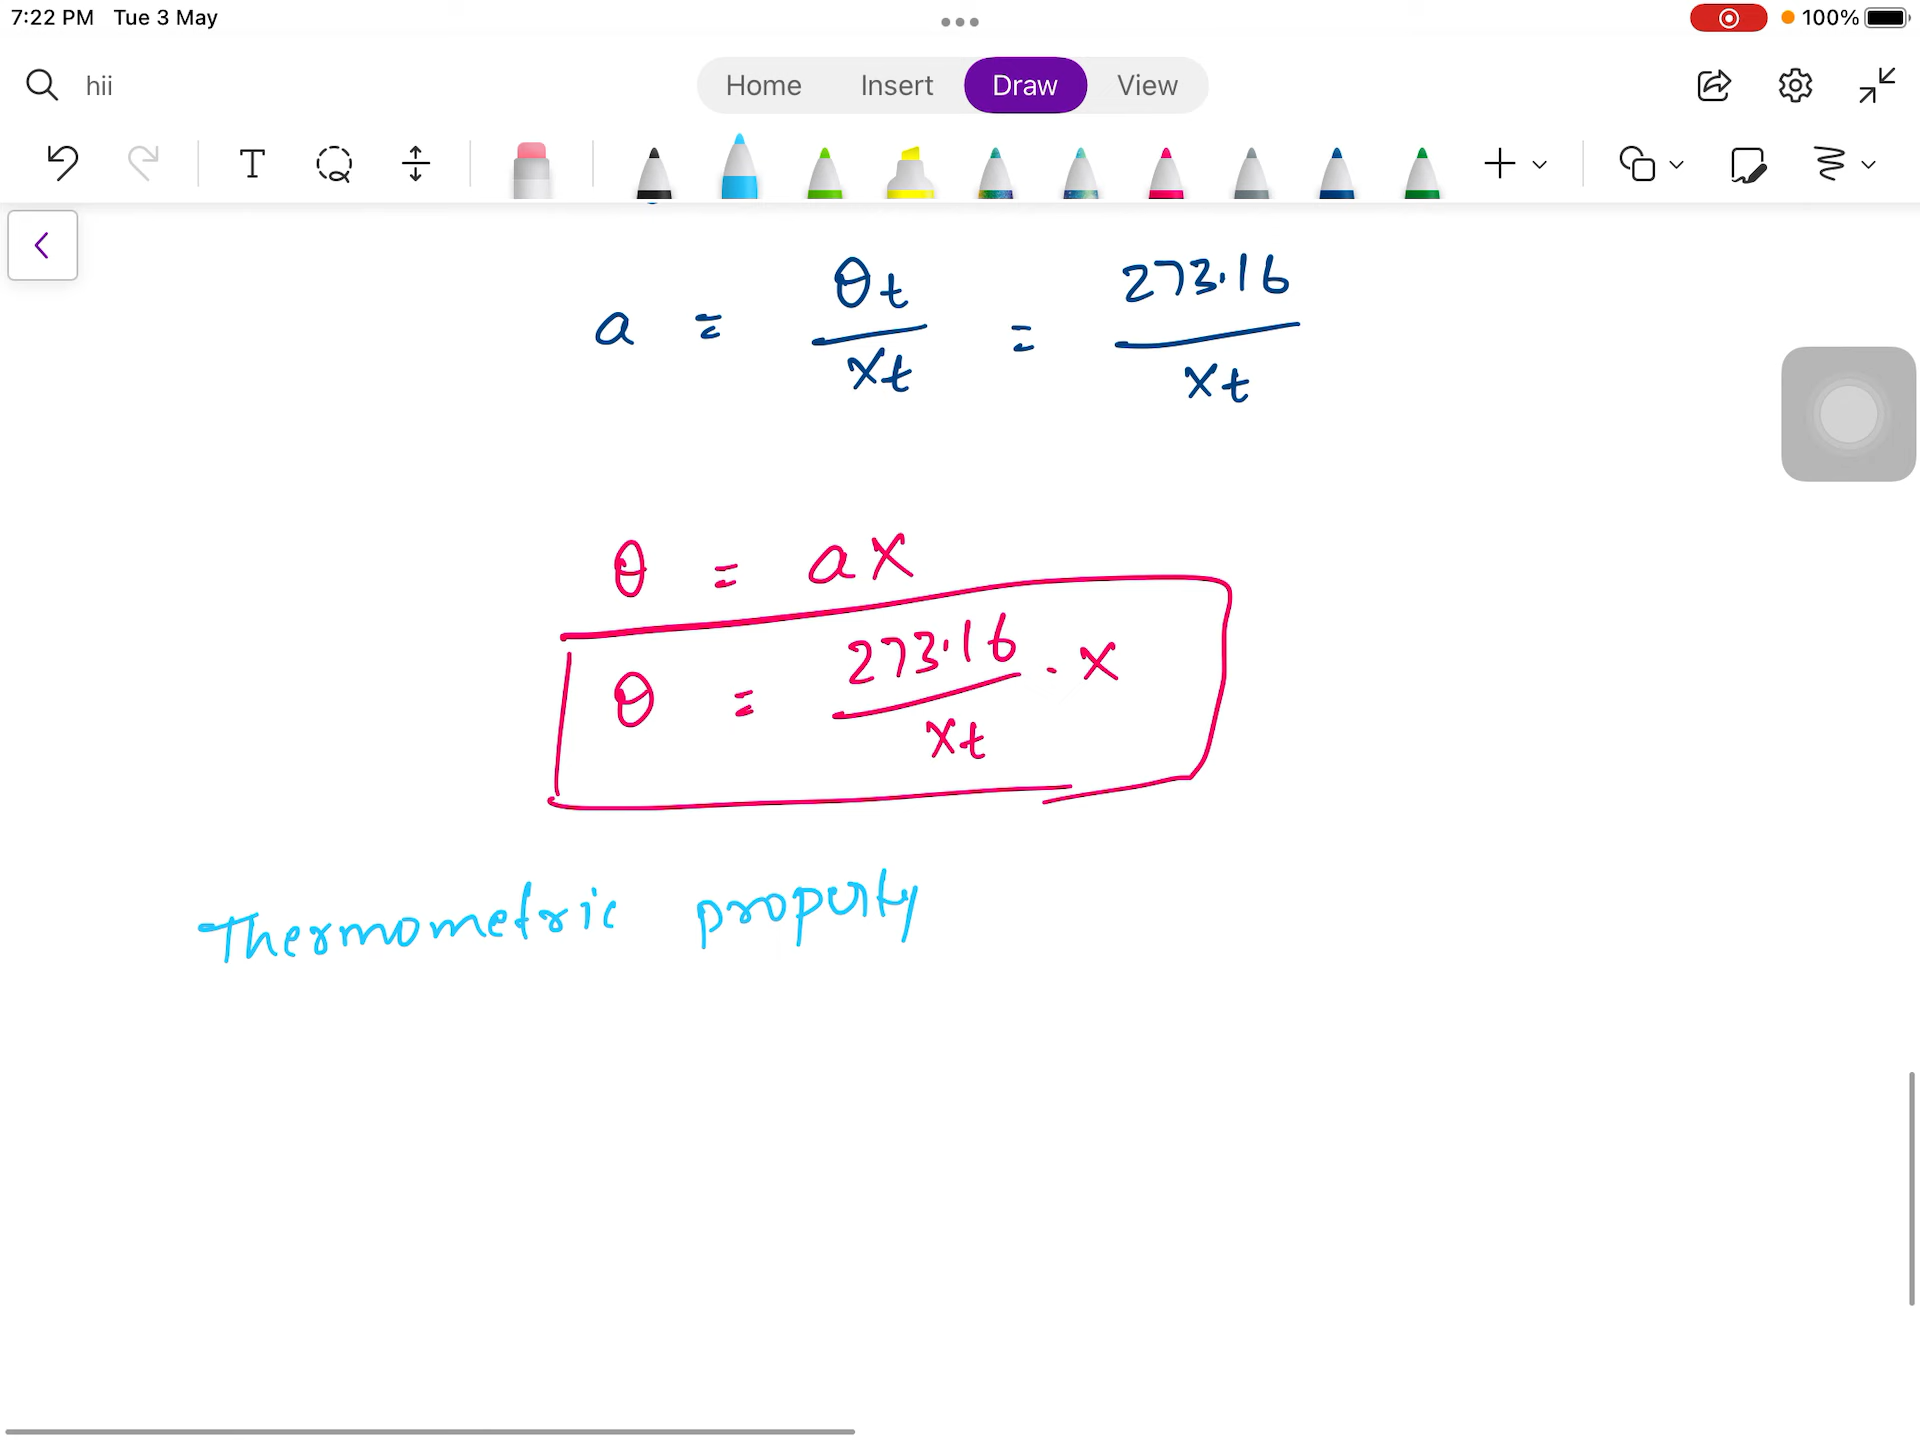 7:22 PM Tue 3 May
100%
hii
Home Insert Draw View
T
a = θt / xt = 273.16 / xt
θ = ax
θ = 273.16 / xt . x
Thermometric property